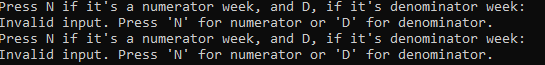 Press N if it's a numerator week, and D, if it's denominator week:
Invalid input. Press 'N' for numerator or 'D' for denominator.
Press N if it's a numerator week, and D, if it's denominator week:
Invalid input. Press 'N' for numerator or 'D' for denominator.